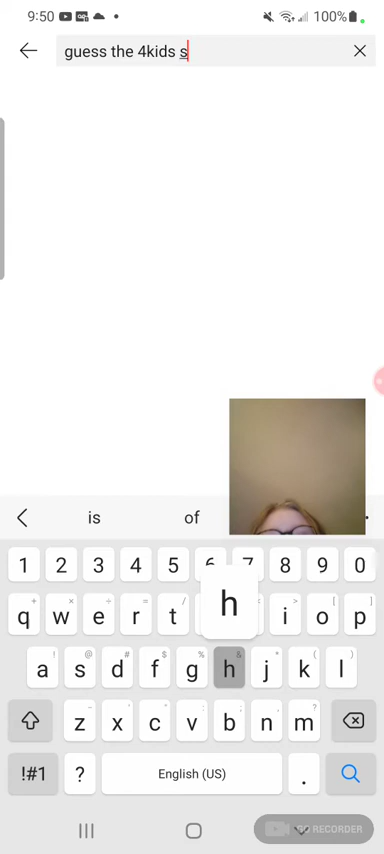 9:50 100%
guess the 4kids s
is of
1 2 3 4 5 6 7 8 9 0
h
q w e r t i o p
a s d f g h j k l
z x c v b n m
!#1 ? English (US) .
GO RECORDER